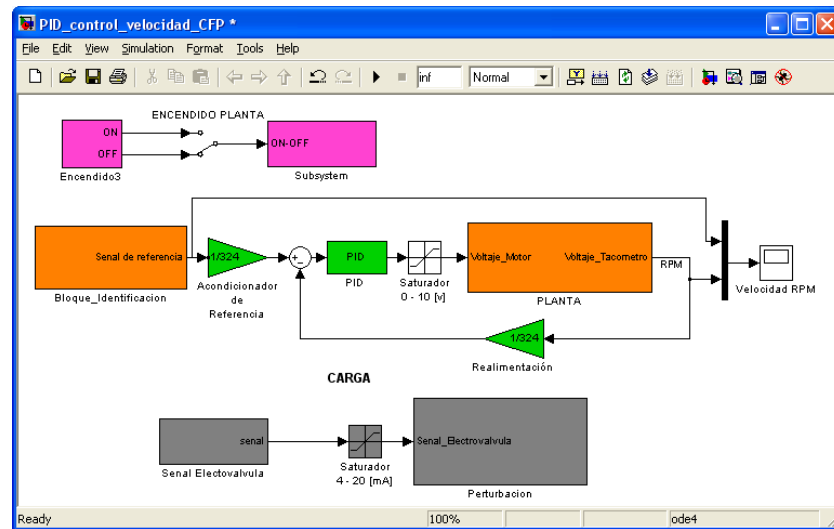 PID_control_velocidad_CFP *
File Edit View Simulation Format Tools Help
inf Normal
ENCENDIDO PLANTA
ON
OFF
ON-OFF
Encendido3
Subsystem
Senal de referencia
1/324
PID
Voltaje_Motor
Voltaje_Tacometro
RPM
Bloque_Identificacion
Acondicionador
de
Referencia
PID
Saturador
0 - 10 [v]
PLANTA
Velocidad RPM
1/324
Realimentación
CARGA
senal
Senal_Electrovalvula
Senal Electovalvula
Saturador
4 - 20 [mA]
Perturbacion
Ready 100% ode4